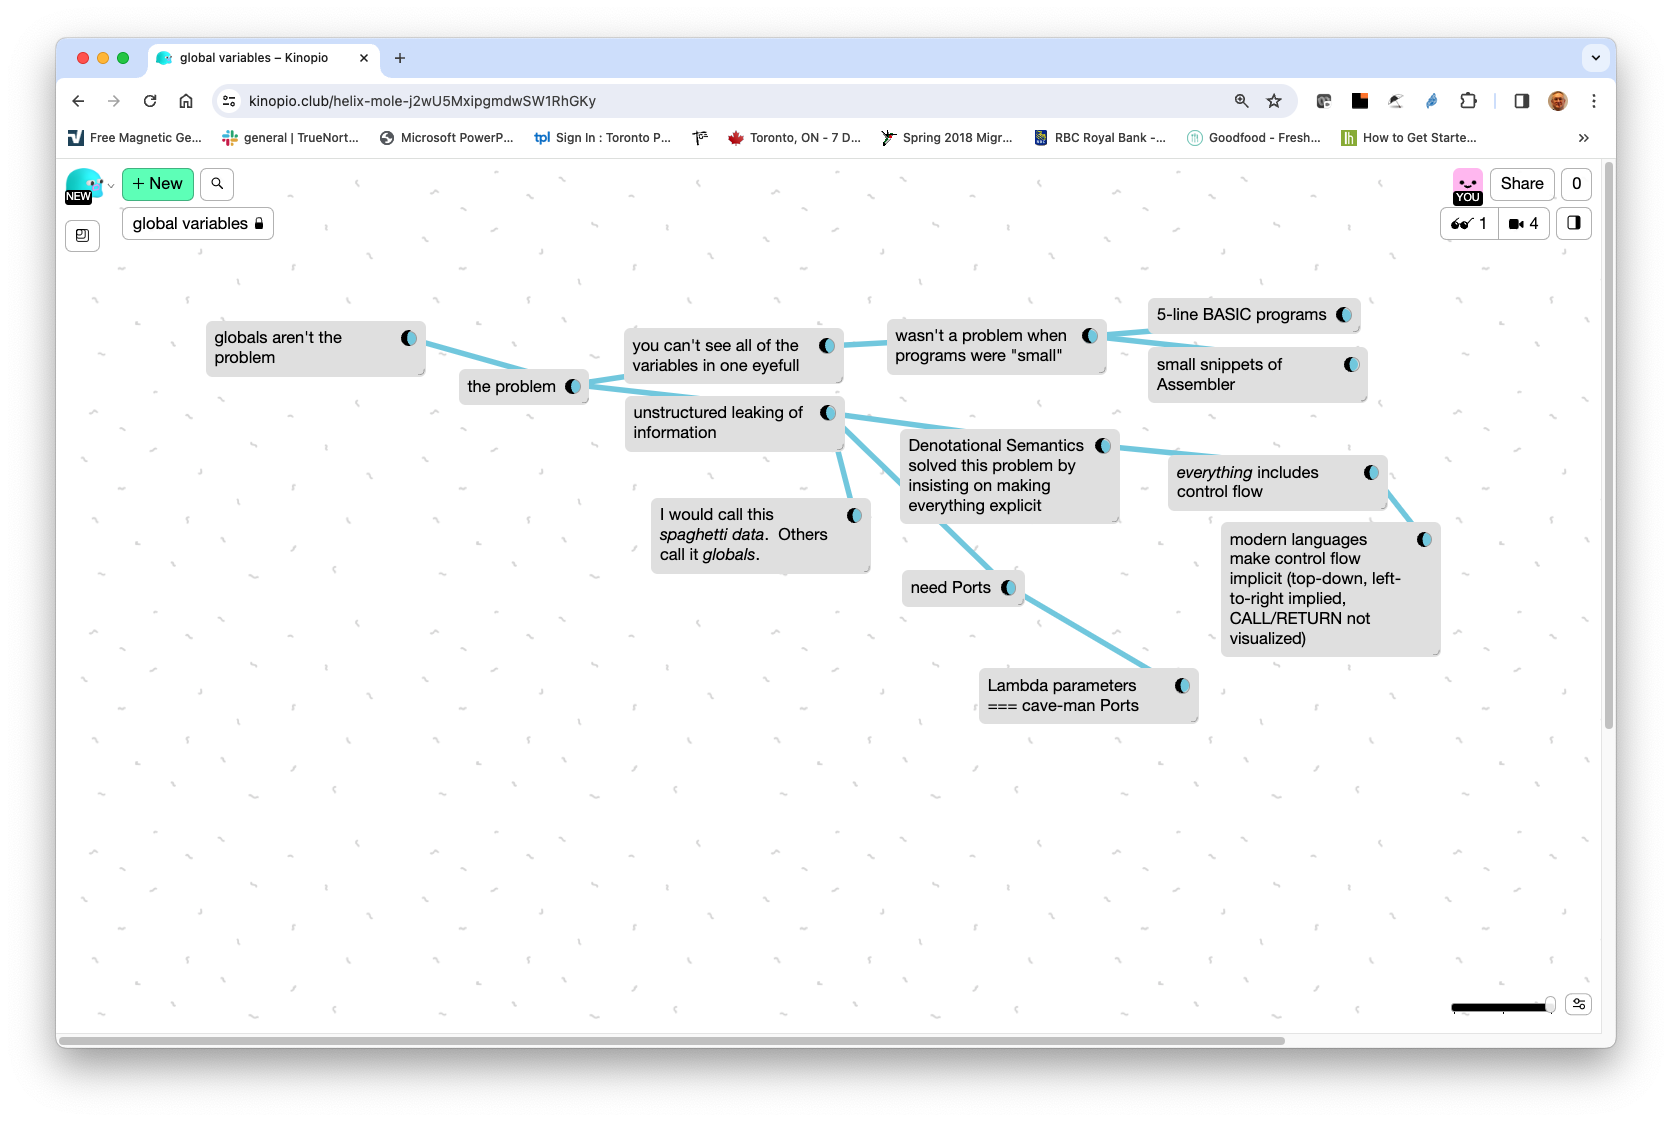 global variables – Kinopio
kinopio.club/helix-mole-j2wU5MxipgmdwSW1RhGKy
Free Magnetic Ge...
general | TrueNort...
Microsoft PowerP...
tpl Sign In : Toronto P...
Toronto, ON - 7 D...
Spring 2018 Migr...
RBC Royal Bank -...
Goodfood - Fresh...
How to Get Starte...
NEW
+ New
YOU
Share
0
global variables
1
4
globals aren't the
problem
the problem
you can't see all of the
variables in one eyefull
wasn't a problem when
programs were "small"
5-line BASIC programs
small snippets of
Assembler
unstructured leaking of
information
Denotational Semantics
solved this problem by
insisting on making
everything explicit
everything includes
control flow
modern languages
make control flow
implicit (top-down, left-
to-right implied,
CALL/RETURN not
visualized)
I would call this
spaghetti data. Others
call it globals.
need Ports
Lambda parameters
=== cave-man Ports